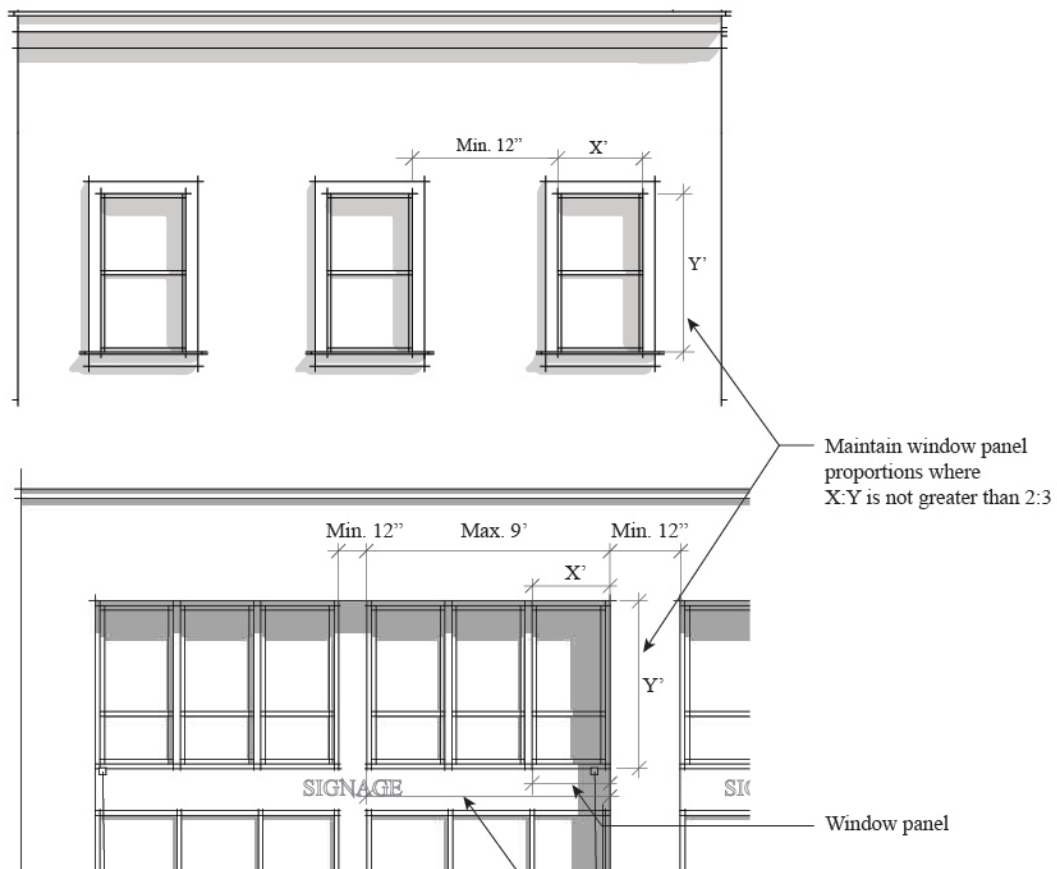 Min. 12”
X’
Y’
Maintain window panel
proportions where
X:Y is not greater than 2:3
Min. 12”
Max. 9’
Min. 12”
X’
Y’
SIGNAGE
SIG
Window panel